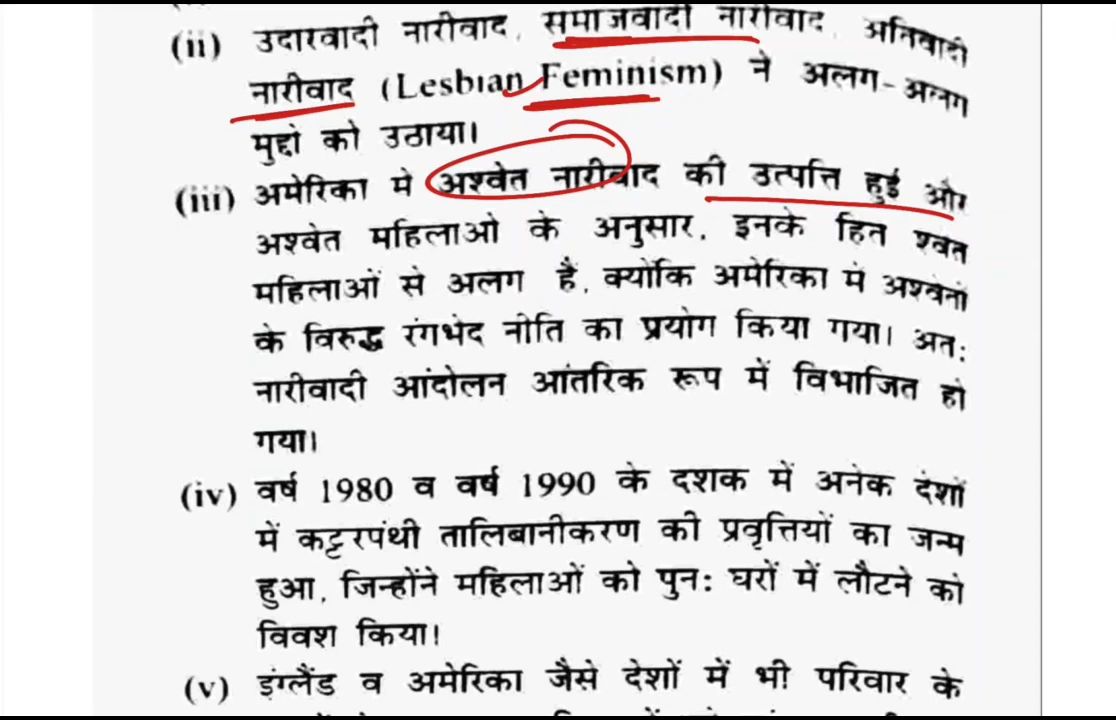 (ii) उदारवादी नारीवाद, समाजवादी नारीवाद, अतिवादी
नारीवाद (Lesbian Feminism) ने अलग-अलग
मुद्दों को उठाया।
(iii) अमेरिका में अश्वेत नारीवाद की उत्पत्ति हुई और
अश्वेत महिलाओं के अनुसार, इनके हित श्वेत
महिलाओं से अलग हैं, क्योंकि अमेरिका में अश्वेतों
के विरुद्ध रंगभेद नीति का प्रयोग किया गया। अतः
नारीवादी आंदोलन आंतरिक रूप में विभाजित हो
गया।
(iv) वर्ष 1980 व वर्ष 1990 के दशक में अनेक देशों
में कट्टरपंथी तालिबानीकरण की प्रवृत्तियों का जन्म
हुआ, जिन्होंने महिलाओं को पुनः घरों में लौटने को
विवश किया।
(v) इंग्लैंड व अमेरिका जैसे देशों में भी परिवार के